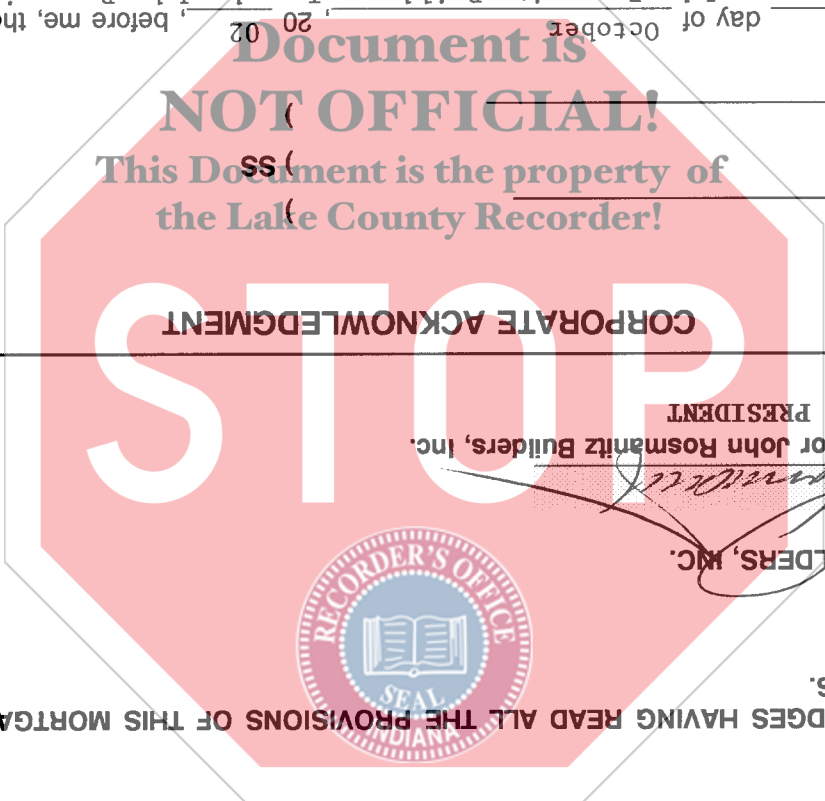 Document is
NOT OFFICIAL!
This Document is the property of
the Lake County Recorder!
STOP
RECORDER'S OFFICE
SEAL
INDIANA
DGES HAVING READ ALL THE PROVISIONS OF THIS MORTGA
S.
LDERS, INC.
or John Rosmanitz Builders, Inc.
PRESIDENT
CORPORATE ACKNOWLEDGMENT
)
) SS
)
day of October , 20 02 , before me, the